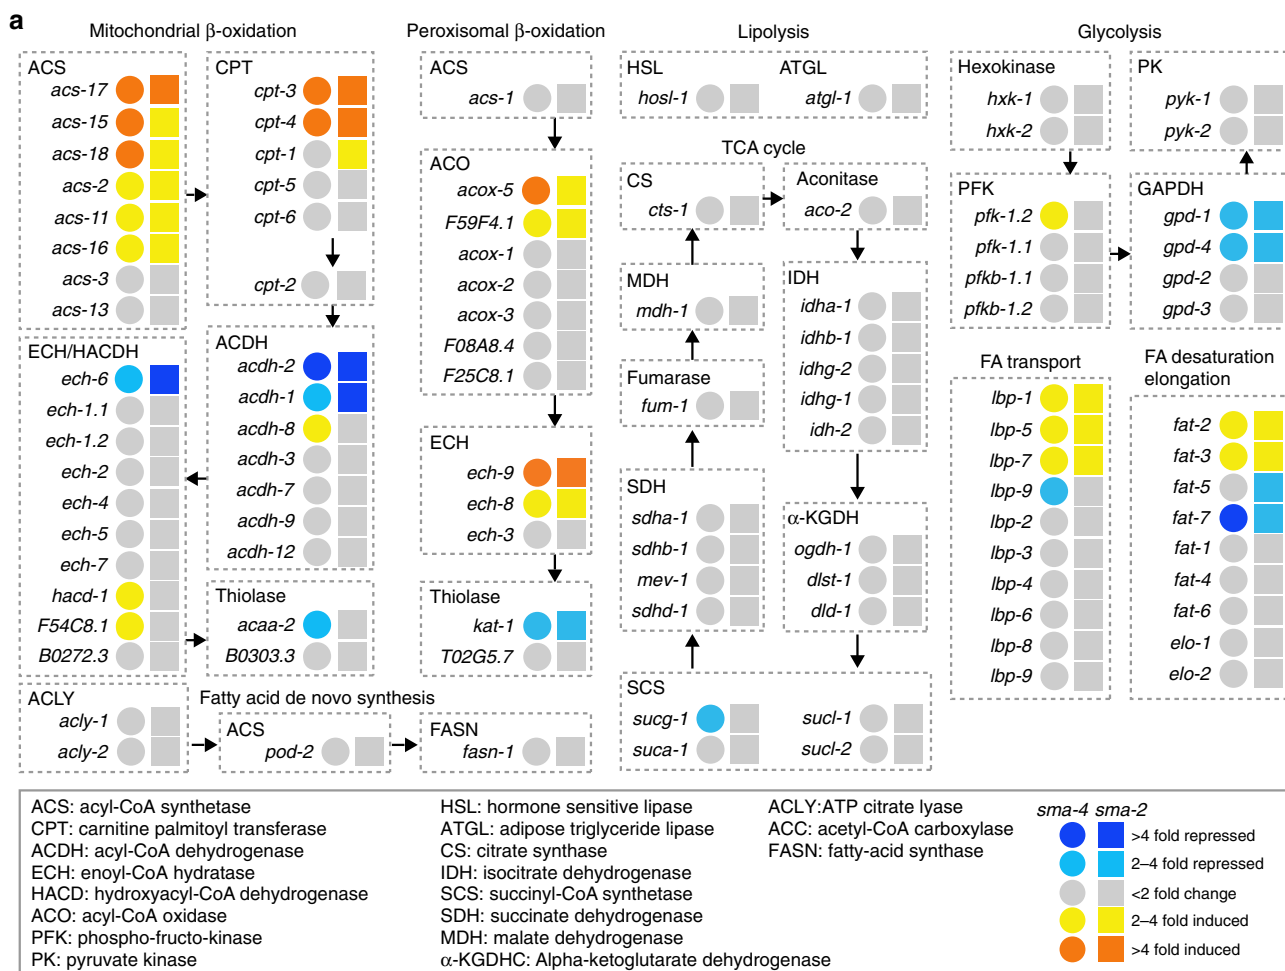 a
Mitochondrial β-oxidation
ACS
acs-17
acs-15
acs-18
acs-2
acs-11
acs-16
acs-3
acs-13
CPT
cpt-3
cpt-4
cpt-1
cpt-5
cpt-6
cpt-2
ECH/HACDH
ech-6
ech-1.1
ech-1.2
ech-2
ech-4
ech-5
ech-7
hacd-1
F54C8.1
B0272.3
ACDH
acdh-2
acdh-1
acdh-8
acdh-3
acdh-7
acdh-9
acdh-12
Thiolase
acaa-2
B0303.3
Peroxisomal β-oxidation
ACS
acs-1
ACO
acox-5
F59F4.1
acox-1
acox-2
acox-3
F08A8.4
F25C8.1
ECH
ech-9
ech-8
ech-3
Thiolase
kat-1
T02G5.7
ACLY
acly-1
acly-2
Fatty acid de novo synthesis
ACS
pod-2
FASN
fasn-1
Lipolysis
HSL
hosl-1
ATGL
atgl-1
TCA cycle
CS
cts-1
Aconitase
aco-2
MDH
mdh-1
IDH
idha-1
idhb-1
idhg-2
idhg-1
idh-2
Fumarase
fum-1
SDH
sdha-1
sdhb-1
mev-1
sdhd-1
α-KGDH
ogdh-1
dlst-1
dld-1
SCS
sucg-1
suca-1
sucl-1
sucl-2
Glycolysis
Hexokinase
hxk-1
hxk-2
PK
pyk-1
pyk-2
PFK
pfk-1.2
pfk-1.1
pfkb-1.1
pfkb-1.2
GAPDH
gpd-1
gpd-4
gpd-2
gpd-3
FA transport
lbp-1
lbp-5
lbp-7
lbp-9
lbp-2
lbp-3
lbp-4
lbp-6
lbp-8
lbp-9
FA desaturation
elongation
fat-2
fat-3
fat-5
fat-7
fat-1
fat-4
fat-6
elo-1
elo-2
ACS: acyl-CoA synthetase
CPT: carnitine palmitoyl transferase
ACDH: acyl-CoA dehydrogenase
ECH: enoyl-CoA hydratase
HACD: hydroxyacyl-CoA dehydrogenase
ACO: acyl-CoA oxidase
PFK: phospho-fructo-kinase
PK: pyruvate kinase
HSL: hormone sensitive lipase
ATGL: adipose triglyceride lipase
CS: citrate synthase
IDH: isocitrate dehydrogenase
SCS: succinyl-CoA synthetase
SDH: succinate dehydrogenase
MDH: malate dehydrogenase
α-KGDHC: Alpha-ketoglutarate dehydrogenase
ACLY:ATP citrate lyase
ACC: acetyl-CoA carboxylase
FASN: fatty-acid synthase
sma-4 sma-2
>4 fold repressed
2–4 fold repressed
<2 fold change
2–4 fold induced
>4 fold induced